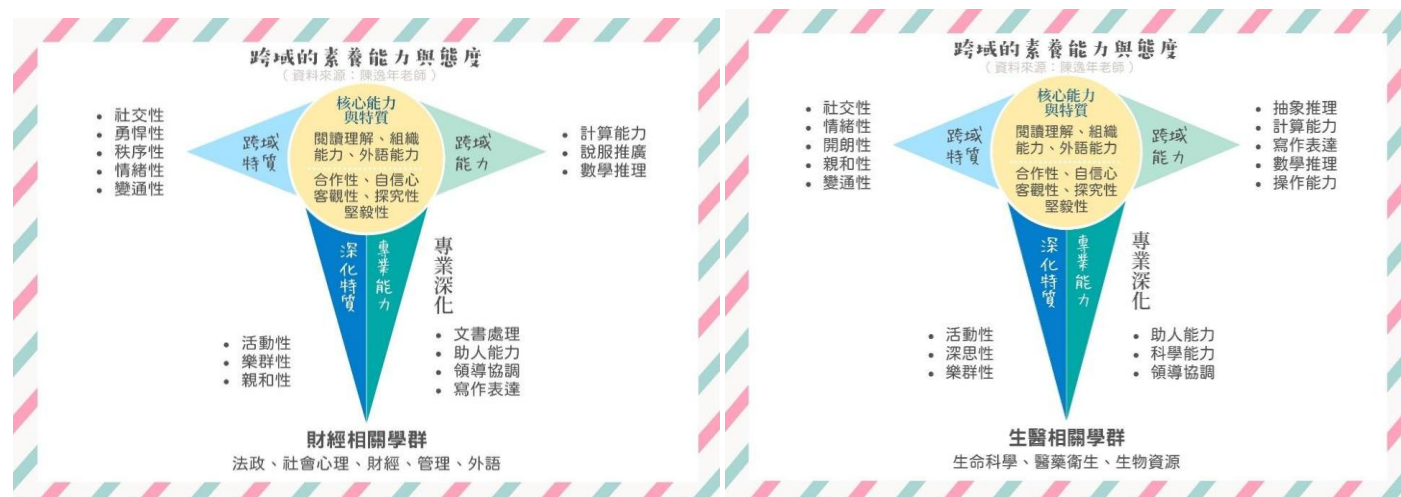 跨域的素養能力與態度
（資料來源：陳逸年老師）
核心能力
與特質
閱讀理解、組織
能力、外語能力
合作性、自信心
客觀性、探究性
堅毅性
跨域
特質
• 社交性
• 勇悍性
• 秩序性
• 情緒性
• 變通性
跨域
能力
• 計算能力
• 說服推廣
• 數學推理
深化特質
專業能力
專業深化
• 活動性
• 樂群性
• 親和性
• 文書處理
• 助人能力
• 領導協調
• 寫作表達
財經相關學群
法政、社會心理、財經、管理、外語
跨域的素養能力與態度
（資料來源：陳逸年老師）
核心能力
與特質
閱讀理解、組織
能力、外語能力
合作性、自信心
客觀性、探究性
堅毅性
跨域
特質
• 社交性
• 情緒性
• 開朗性
• 親和性
• 變通性
跨域
能力
• 抽象推理
• 計算能力
• 寫作表達
• 數學推理
• 操作能力
深化特質
專業能力
專業深化
• 活動性
• 深思性
• 樂群性
• 助人能力
• 科學能力
• 領導協調
生醫相關學群
生命科學、醫藥衛生、生物資源